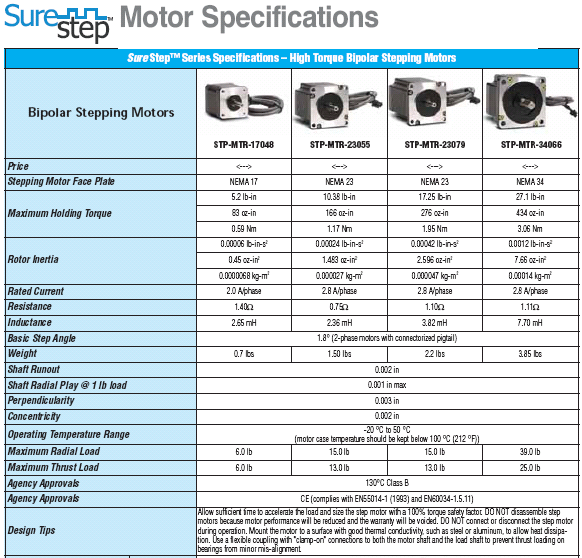 SureStep™ Motor Specifications
SureStep™ Series Specifications – High Torque Bipolar Stepping Motors
Bipolar Stepping Motors
STP-MTR-17048 STP-MTR-23055 STP-MTR-23079 STP-MTR-34066
Price <---> <---> <---> <--->
Stepping Motor Face Plate NEMA 17 NEMA 23 NEMA 23 NEMA 34
Maximum Holding Torque
5.2 lb-in 10.38 lb-in 17.25 lb-in 27.1 lb-in
83 oz-in 166 oz-in 276 oz-in 434 oz-in
0.59 Nm 1.17 Nm 1.95 Nm 3.06 Nm
Rotor Inertia
0.00006 lb-in-s² 0.00024 lb-in-s² 0.00042 lb-in-s² 0.0012 lb-in-s²
0.45 oz-in² 1.483 oz-in² 2.596 oz-in² 7.66 oz-in²
0.0000068 kg-m² 0.000027 kg-m² 0.000047 kg-m² 0.00014 kg-m²
Rated Current 2.0 A/phase 2.8 A/phase 2.8 A/phase 2.8 A/phase
Resistance 1.40Ω 0.75Ω 1.10Ω 1.11Ω
Inductance 2.65 mH 2.36 mH 3.82 mH 7.70 mH
Basic Step Angle 1.8° (2-phase motors with connectorized pigtail)
Weight 0.7 lbs 1.50 lbs 2.2 lbs 3.85 lbs
Shaft Runout 0.002 in
Shaft Radial Play @ 1 lb load 0.001 in max
Perpendicularity 0.003 in
Concentricity 0.002 in
Operating Temperature Range
-20 °C to 50 °C
(motor case temperature should be kept below 100 °C (212 °F))
Maximum Radial Load 6.0 lb 15.0 lb 15.0 lb 39.0 lb
Maximum Thrust Load 6.0 lb 13.0 lb 13.0 lb 25.0 lb
Agency Approvals 130°C Class B
Agency Approvals CE (complies with EN55014-1 (1993) and EN60034-1.5.11)
Design Tips
Allow sufficient time to accelerate the load and size the step motor with a 100% torque safety factor. DO NOT disassemble step
motors because motor performance will be reduced and the warranty will be voided. DO NOT connect or disconnect the step motor
during operation. Mount the motor to a surface with good thermal conductivity, such as steel or aluminum, to allow heat dissipa-
tion. Use a flexible coupling with "clamp-on" connections to both the motor shaft and the load shaft to prevent thrust loading on
bearings from minor mis-alignment.